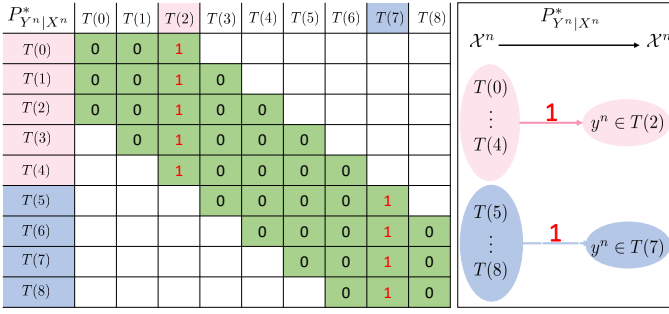 P*_{Y^n|X^n} T(0) T(1) T(2) T(3) T(4) T(5) T(6) T(7) T(8)
T(0) 0 0 1
T(1) 0 0 1 0
T(2) 0 0 1 0 0
T(3) 0 1 0 0 0
T(4) 1 0 0 0 0
T(5) 0 0 0 0 1
T(6) 0 0 0 1 0
T(7) 0 0 1 0
T(8) 0 1 0
P*_{Y^n|X^n}
𝒳^n 𝒳^n
T(0)
⋮
T(4)
1
y^n ∈ T(2)
T(5)
⋮
T(8)
1
y^n ∈ T(7)